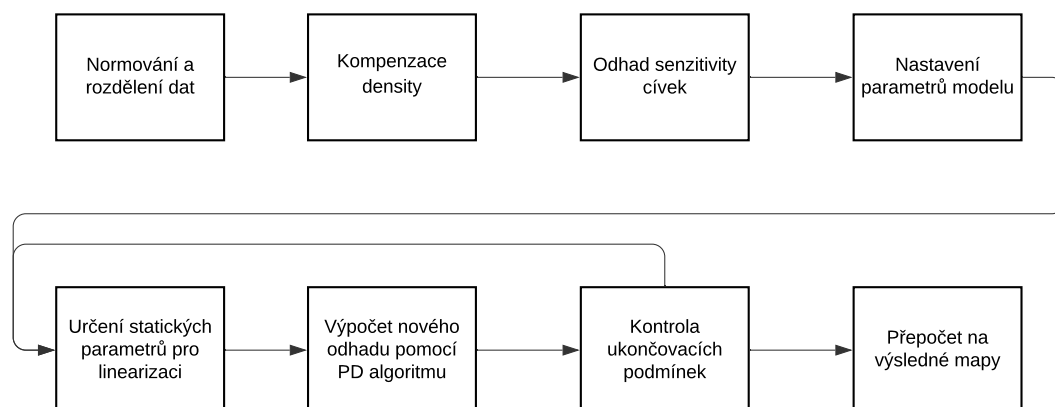 Normování a
rozdělení dat
Kompenzace
density
Odhad senzitivity
cívek
Nastavení
parametrů modelu
Určení statických
parametrů pro
linearizaci
Výpočet nového
odhadu pomocí
PD algoritmu
Kontrola
ukončovacích
podmínek
Přepočet na
výsledné mapy